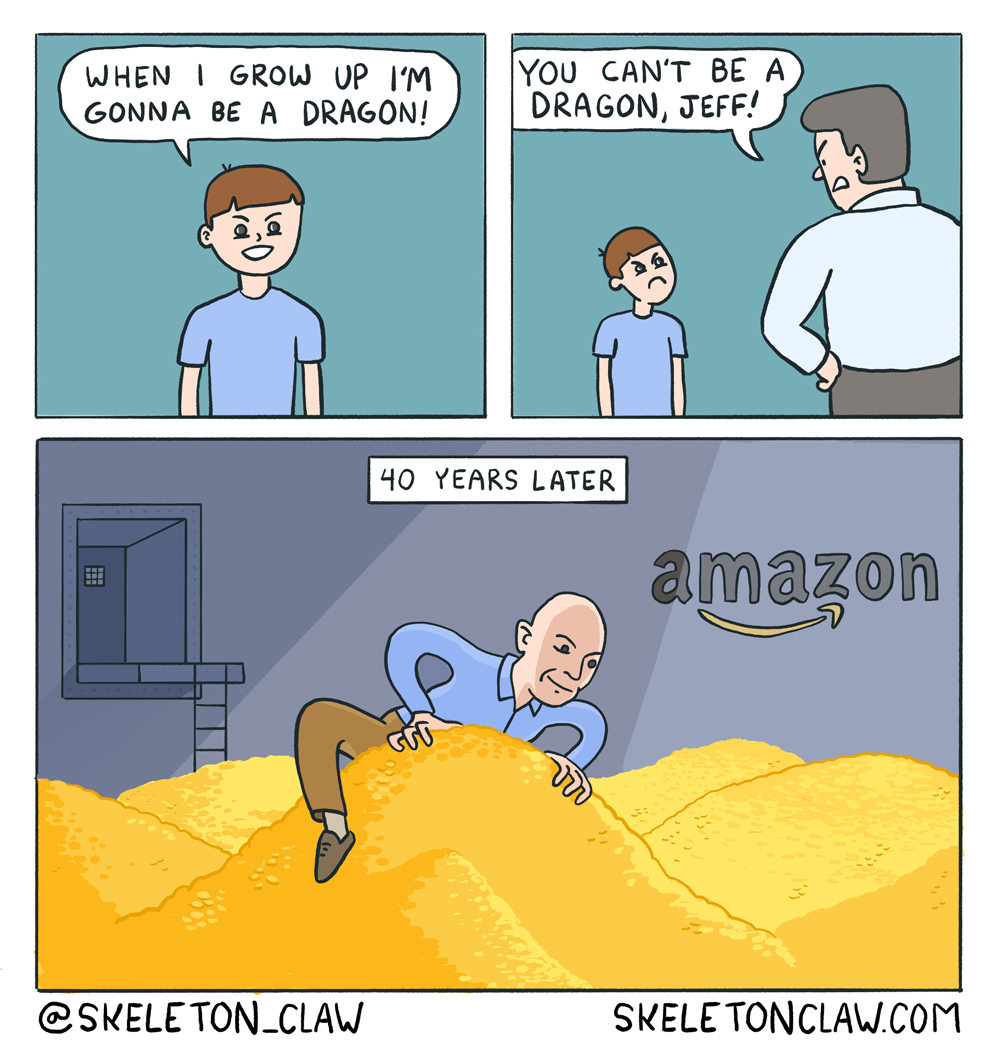 WHEN I GROW UP I'M
GONNA BE A DRAGON!
YOU CAN'T BE A
DRAGON, JEFF!
40 YEARS LATER
amazon
@SKELETON_CLAW
SKELETONCLAW.COM